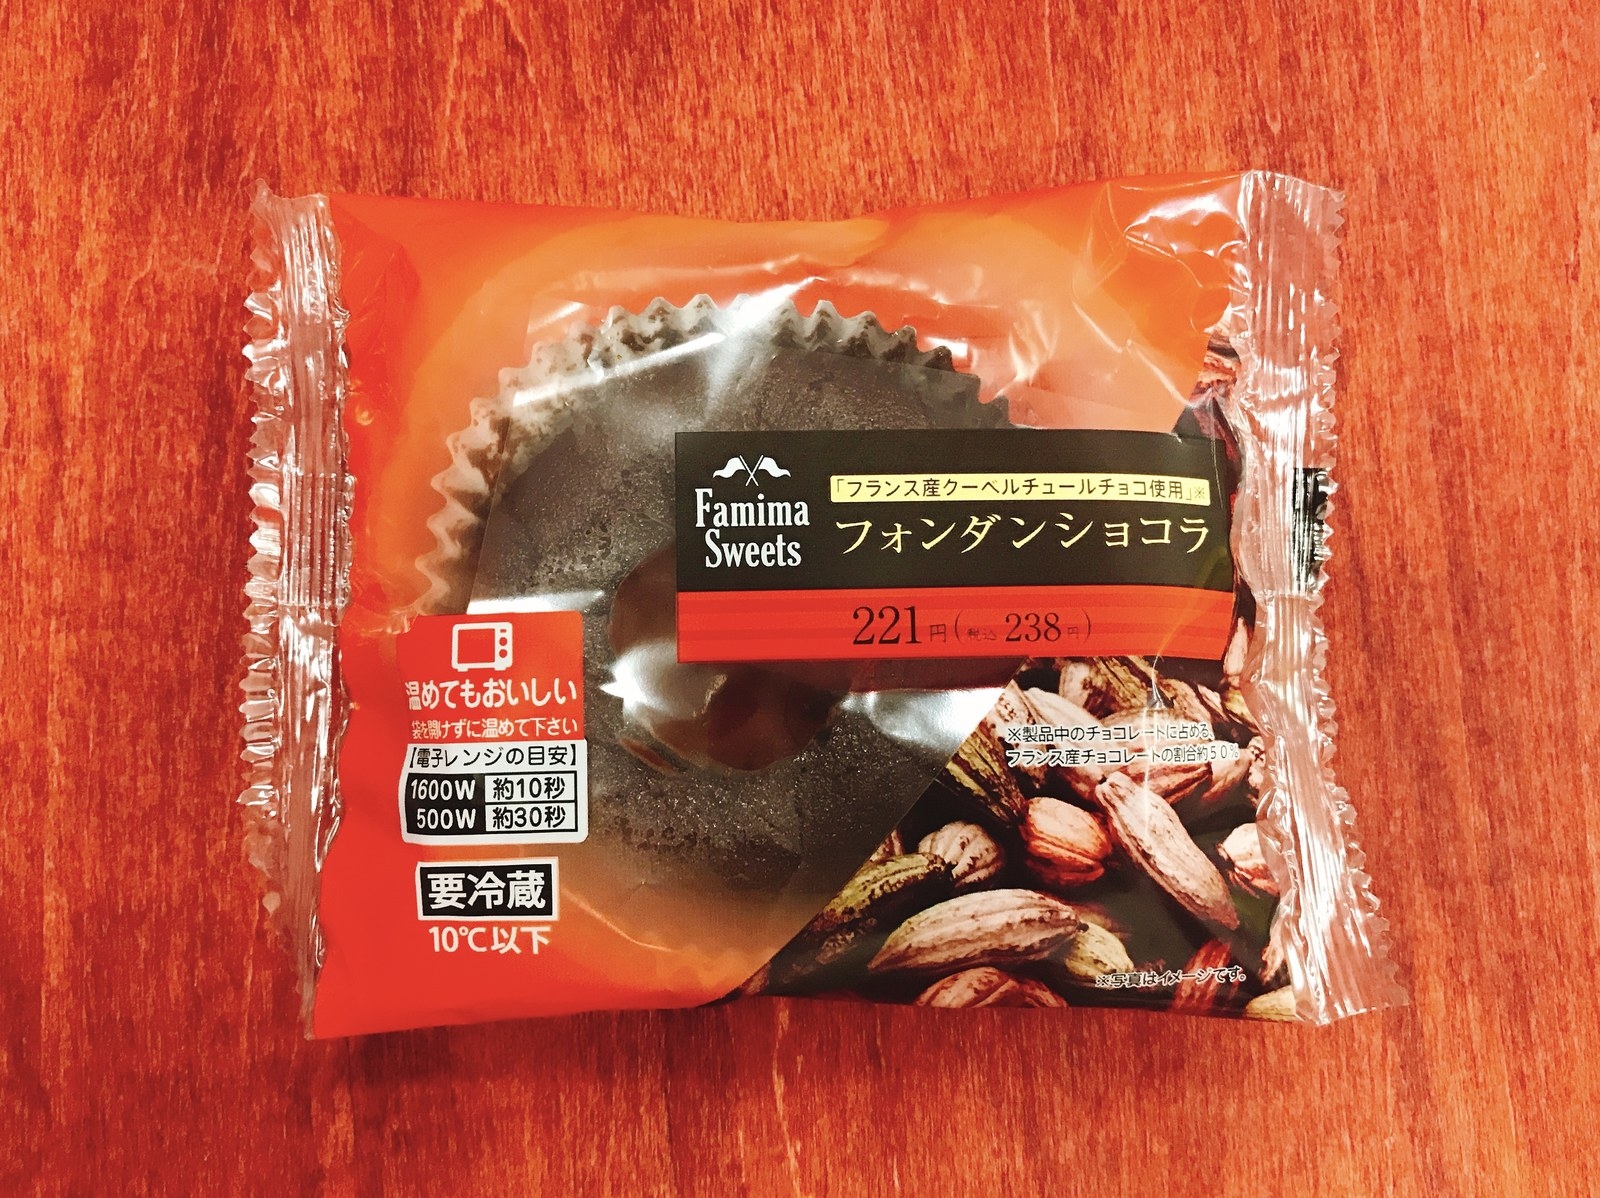 Famima
Sweets
「フランス産クーベルチュールチョコ使用」※
フォンダンショコラ
221円(税込 238円)
温めてもおいしい
袋を開けずに温めて下さい
【電子レンジの目安】
1600W 約10秒
500W 約30秒
要冷蔵
10℃以下
※製品中のチョコレートに占める、
フランス産チョコレートの割合約50%
※写真はイメージです。